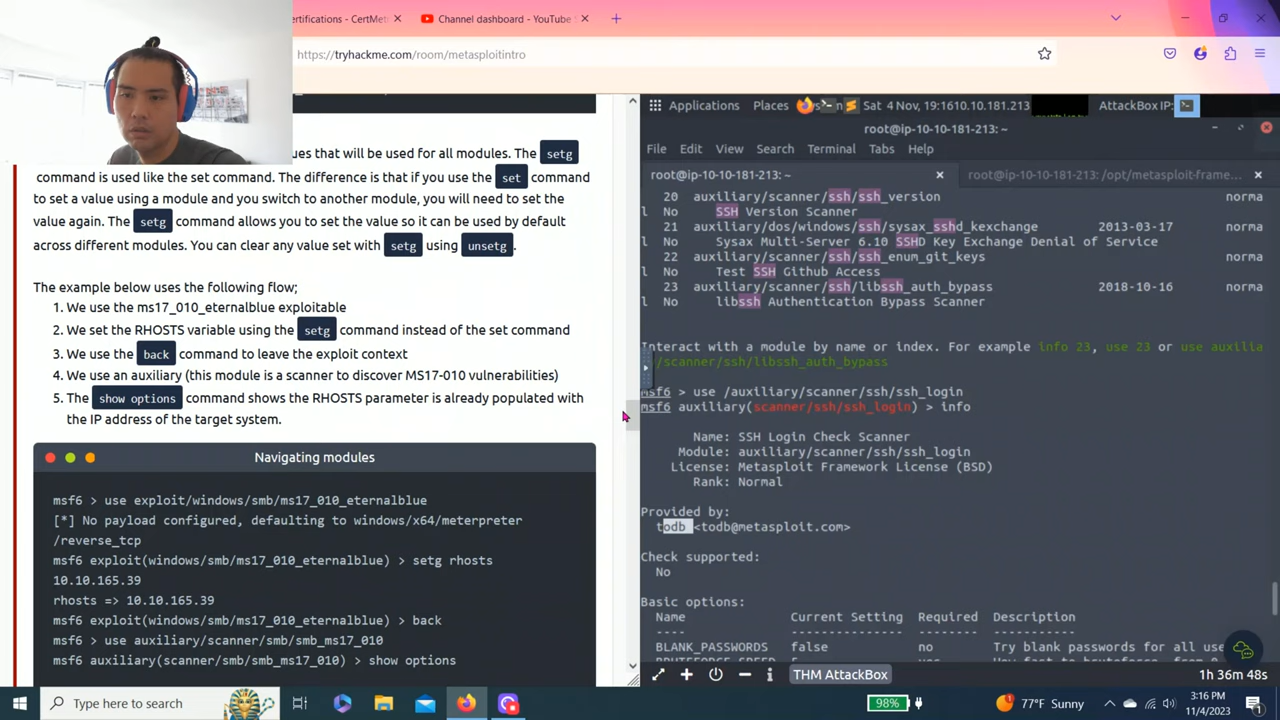 ertifications - CertMet
Channel dashboard - YouTube
https://tryhackme.com/room/metasploitintro
ues that will be used for all modules. The setg
command is used like the set command. The difference is that if you use the set command
to set a value using a module and you switch to another module, you will need to set the
value again. The setg command allows you to set the value so it can be used by default
across different modules. You can clear any value set with setg using unsetg.
The example below uses the following flow;
1. We use the ms17_010_eternalblue exploitable
2. We set the RHOSTS variable using the setg command instead of the set command
3. We use the back command to leave the exploit context
4. We use an auxiliary (this module is a scanner to discover MS17-010 vulnerabilities)
5. The show options command shows the RHOSTS parameter is already populated with
the IP address of the target system.
Navigating modules
msf6 > use exploit/windows/smb/ms17_010_eternalblue
[*] No payload configured, defaulting to windows/x64/meterpreter
/reverse_tcp
msf6 exploit(windows/smb/ms17_010_eternalblue) > setg rhosts
10.10.165.39
rhosts => 10.10.165.39
msf6 exploit(windows/smb/ms17_010_eternalblue) > back
msf6 > use auxiliary/scanner/smb/smb_ms17_010
msf6 auxiliary(scanner/smb/smb_ms17_010) > show options
Applications Places Sat 4 Nov, 19:16 10.10.181.213 AttackBox IP:
root@ip-10-10-181-213: ~
File Edit View Search Terminal Tabs Help
root@ip-10-10-181-213: ~ root@ip-10-10-181-213: /opt/metasploit-frame...
20 auxiliary/scanner/ssh/ssh_version norma
l No SSH Version Scanner
21 auxiliary/dos/windows/ssh/sysax_sshd_kexchange 2013-03-17 norma
l No Sysax Multi-Server 6.10 SSHD Key Exchange Denial of Service
22 auxiliary/scanner/ssh/ssh_enum_git_keys norma
l No Test SSH Github Access
23 auxiliary/scanner/ssh/libssh_auth_bypass 2018-10-16 norma
l No libssh Authentication Bypass Scanner
Interact with a module by name or index. For example info 23, use 23 or use auxilia
/scanner/ssh/libssh_auth_bypass
msf6 > use /auxiliary/scanner/ssh/ssh_login
msf6 auxiliary(scanner/ssh/ssh_login) > info
Name: SSH Login Check Scanner
Module: auxiliary/scanner/ssh/ssh_login
License: Metasploit Framework License (BSD)
Rank: Normal
Provided by:
todb <todb@metasploit.com>
Check supported:
No
Basic options:
Name Current Setting Required Description
---- --------------- -------- -----------
BLANK_PASSWORDS false no Try blank passwords for all use
THM AttackBox
1h 36m 48s
Type here to search
98%
77°F Sunny
3:16 PM
11/4/2023